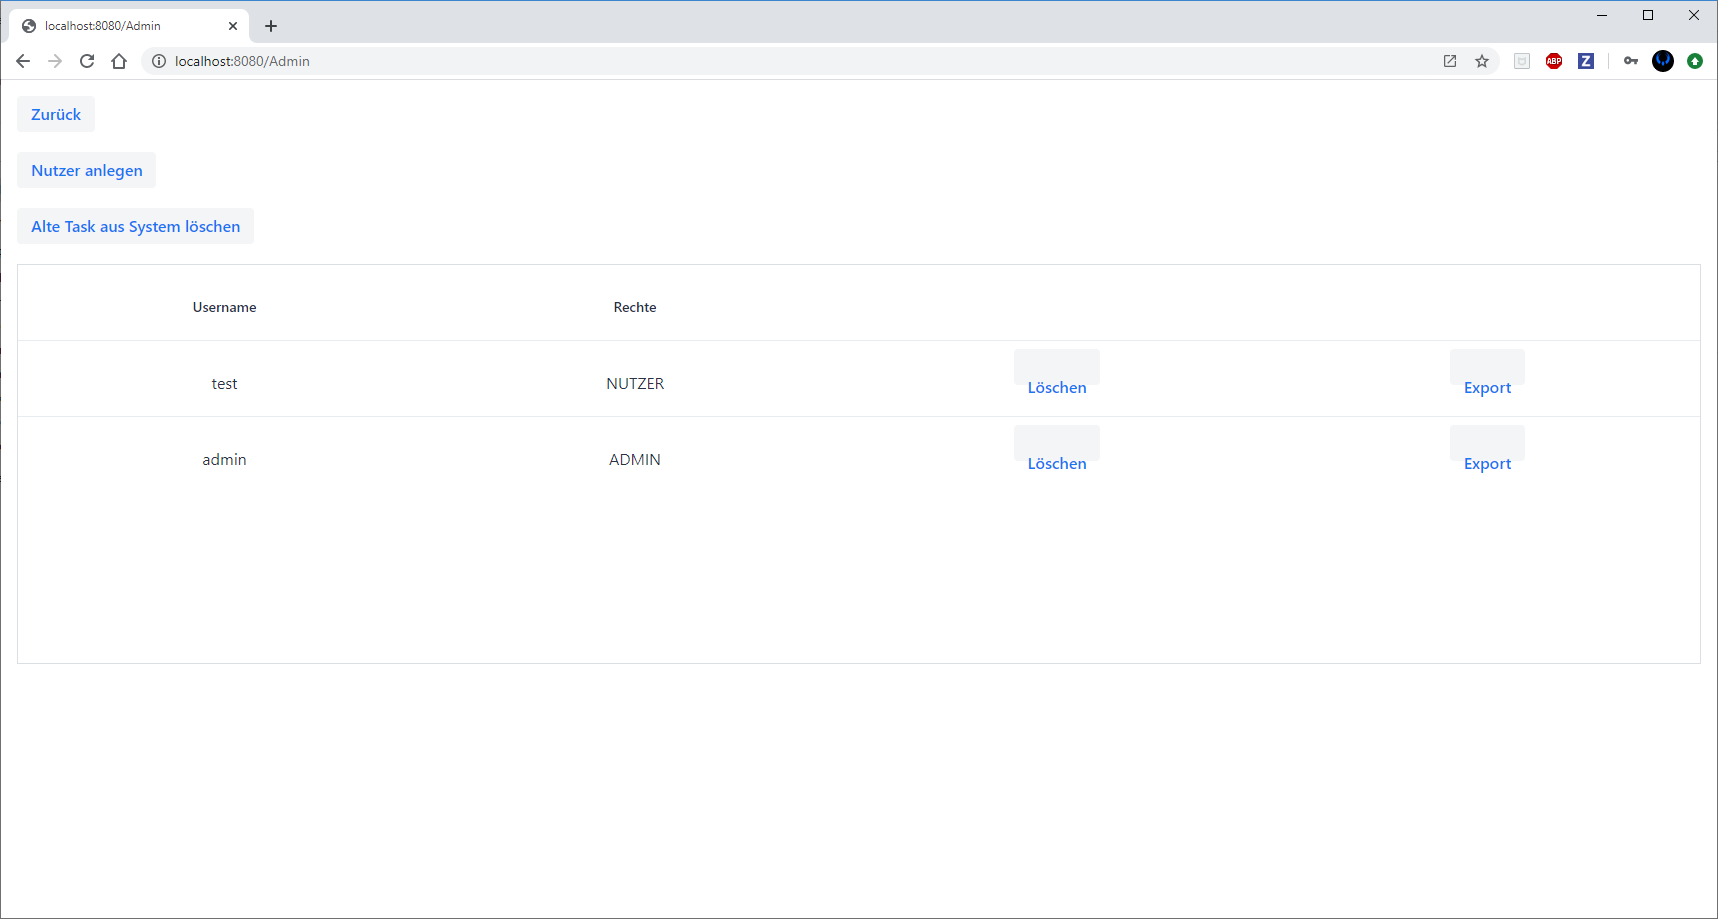 localhost:8080/Admin
localhost:8080/Admin
ABP
Z
Zurück
Nutzer anlegen
Alte Task aus System löschen
Username Rechte
test NUTZER Löschen Export
admin ADMIN Löschen Export